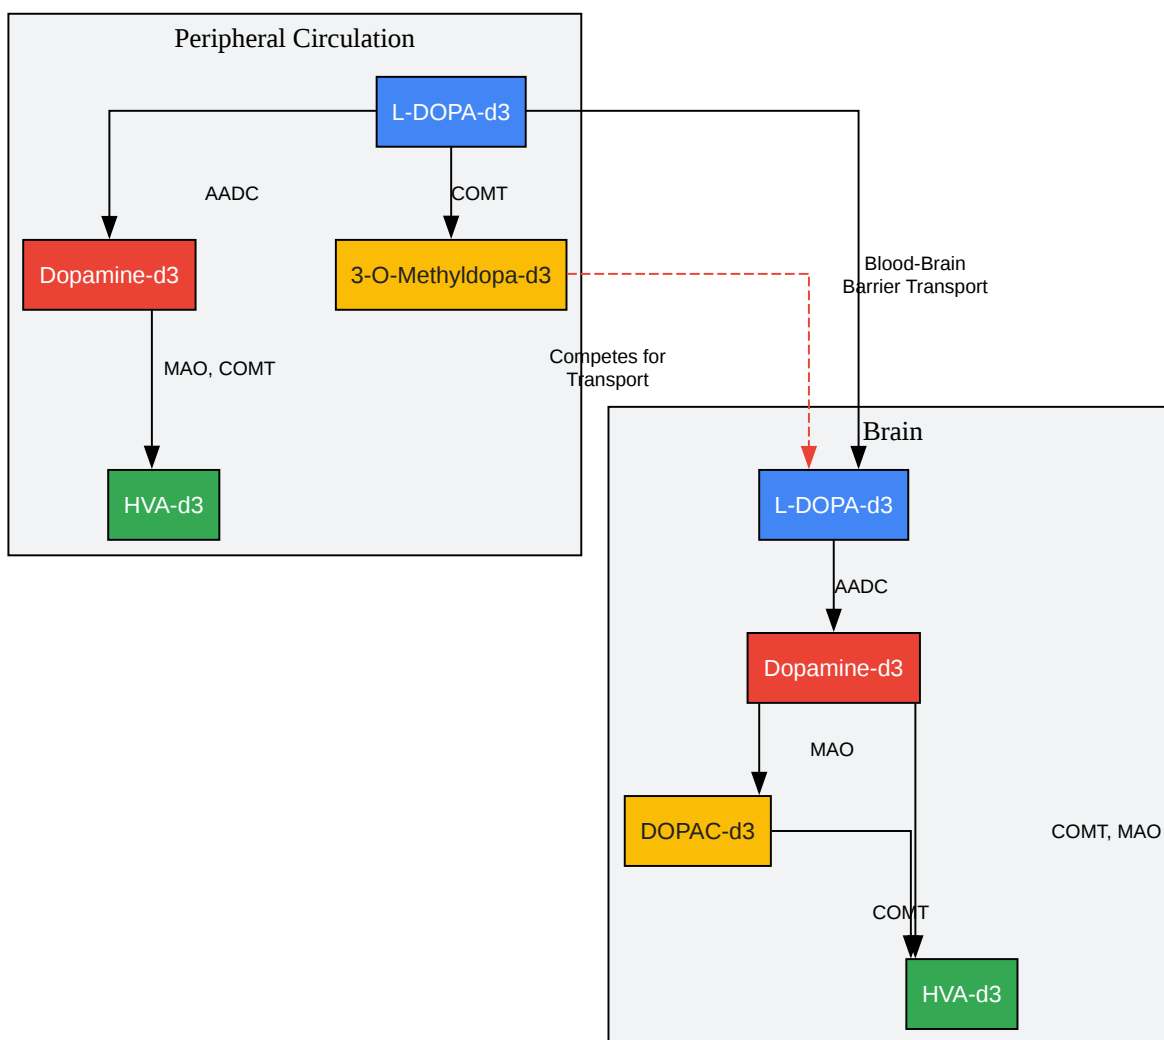 Peripheral Circulation
L-DOPA-d3
AADC
COMT
Dopamine-d3
3-O-Methyldopa-d3
Blood-Brain
Barrier Transport
MAO, COMT
Competes for
Transport
HVA-d3
Brain
L-DOPA-d3
AADC
Dopamine-d3
MAO
DOPAC-d3
COMT, MAO
COMT
HVA-d3